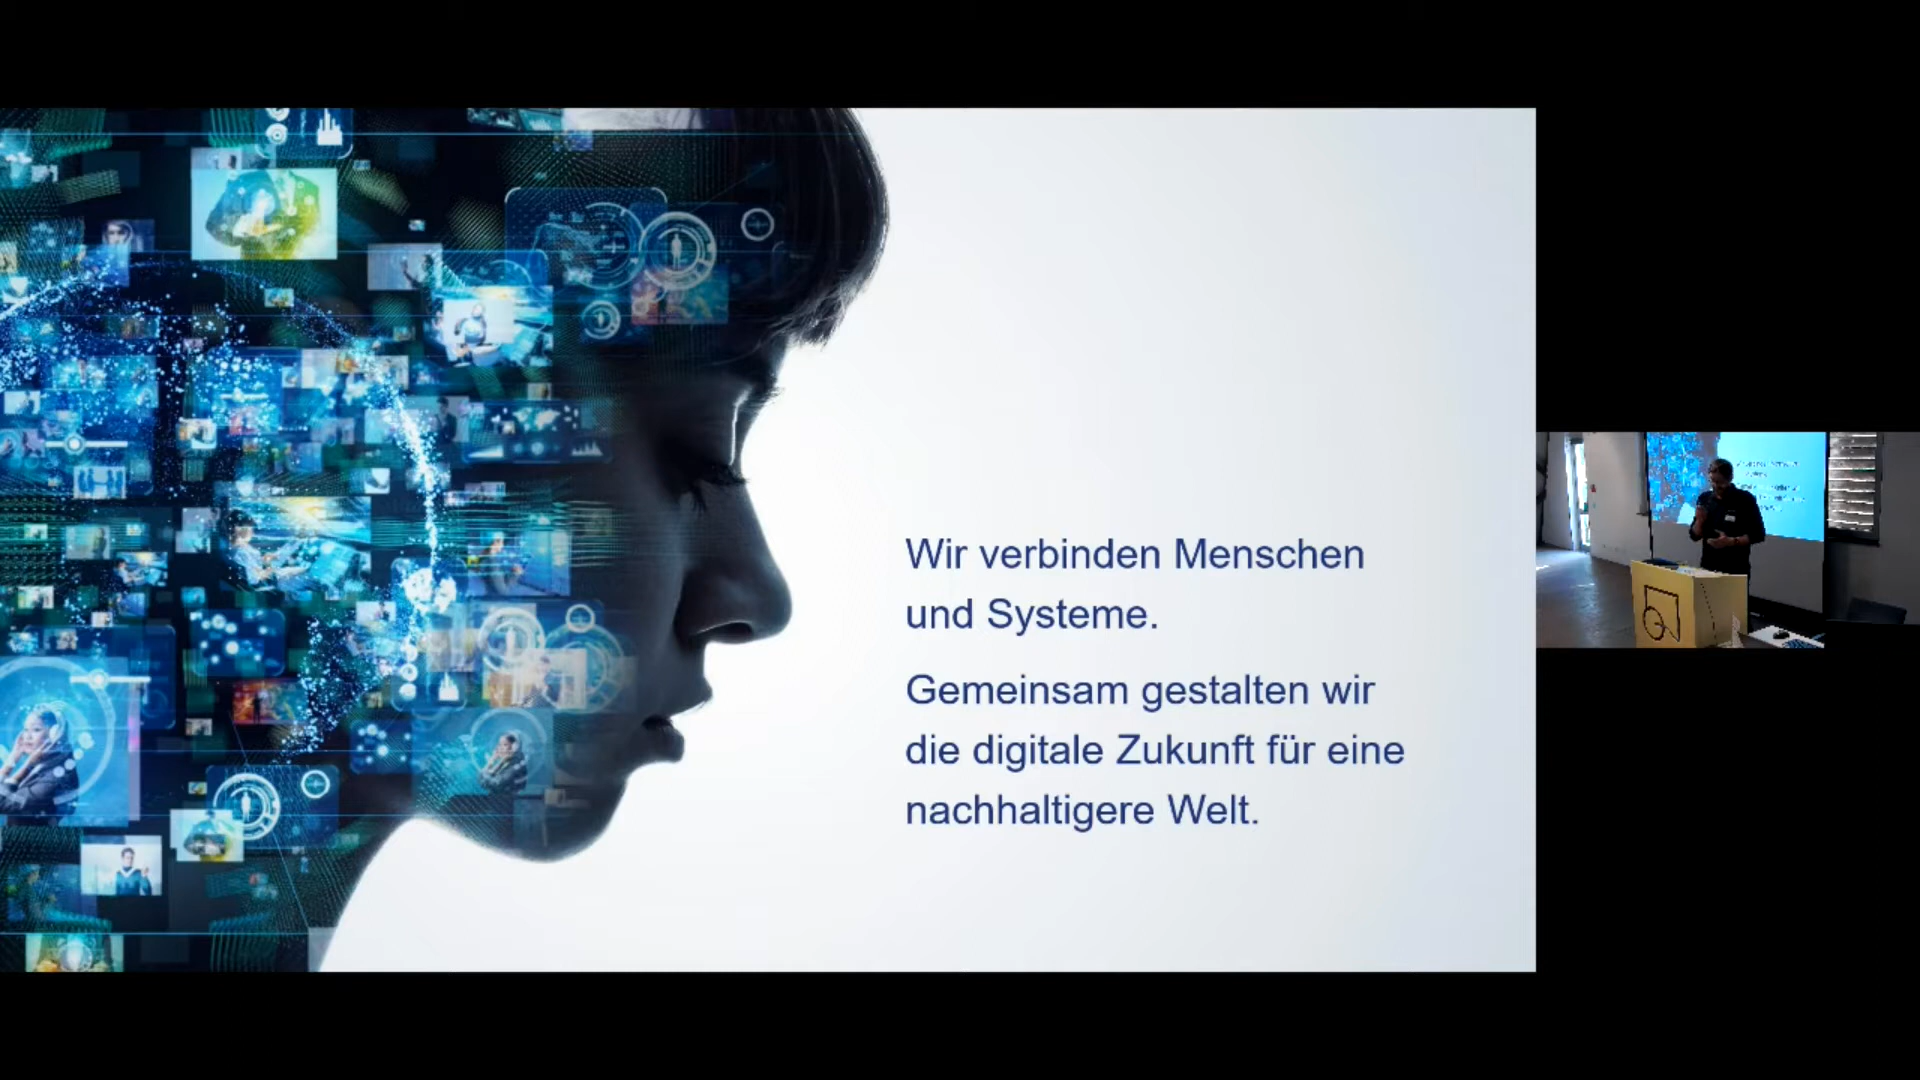 Wir verbinden Menschen
und Systeme.
Gemeinsam gestalten wir
die digitale Zukunft für eine
nachhaltigere Welt.